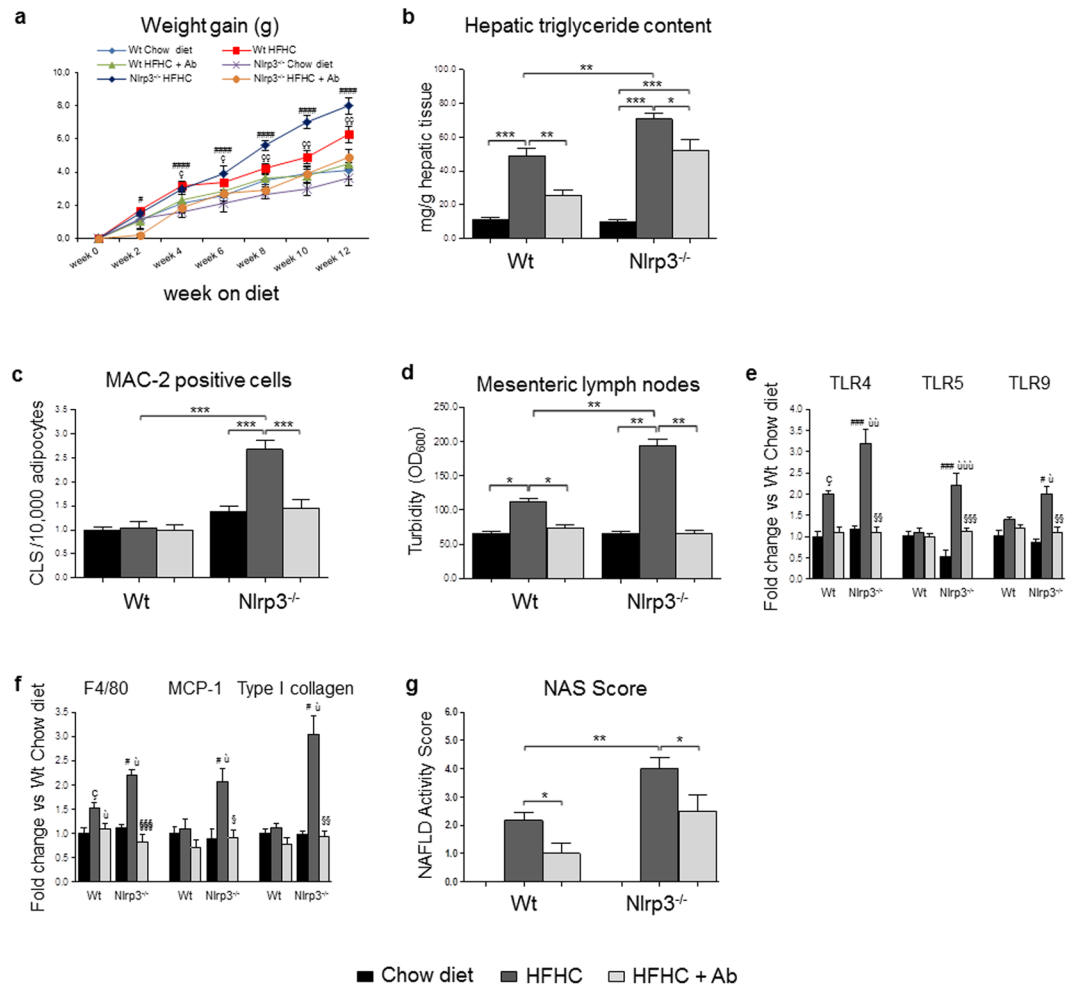 a
Weight gain (g)
Wt Chow diet
Wt HFHC
Wt HFHC + Ab
Nlrp3-/- Chow diet
Nlrp3-/- HFHC
Nlrp3-/- HFHC + Ab
10.0
8.0
6.0
4.0
2.0
0.0
#
####
ç
####
ç
####
çç
####
çç
####
çç
week 0
week 2
week 4
week 6
week 8
week 10
week 12
week on diet
b
Hepatic triglyceride content
mg/g hepatic tissue
100.0
80.0
60.0
40.0
20.0
0.0
**
***
*** **
*** *
Wt
Nlrp3-/-
c
MAC-2 positive cells
CLS /10,000 adipocytes
3.5
3.0
2.5
2.0
1.5
1.0
0.5
0.0
***
*** ***
Wt
Nlrp3-/-
d
Mesenteric lymph nodes
Turbidity (OD600)
250.0
200.0
150.0
100.0
50.0
0.0
**
* *
** **
Wt
Nlrp3-/-
e
TLR4
TLR5
TLR9
Fold change vs Wt Chow diet
4.0
3.5
3.0
2.5
2.0
1.5
1.0
0.5
0.0
Ç
### ùù
§§
### ùùù
§§§
# ù
§§
Wt Nlrp3-/-
Wt Nlrp3-/-
Wt Nlrp3-/-
f
F4/80
MCP-1
Type I collagen
Fold change vs Wt Chow diet
3.5
3.0
2.5
2.0
1.5
1.0
0.5
0.0
Ç
ù
# ù
§§§
# ù
§
# ù
§§
Wt Nlrp3-/-
Wt Nlrp3-/-
Wt Nlrp3-/-
g
NAS Score
NAFLD Activity Score
6.0
5.0
4.0
3.0
2.0
1.0
0.0
**
*
*
Wt
Nlrp3-/-
Chow diet HFHC HFHC + Ab